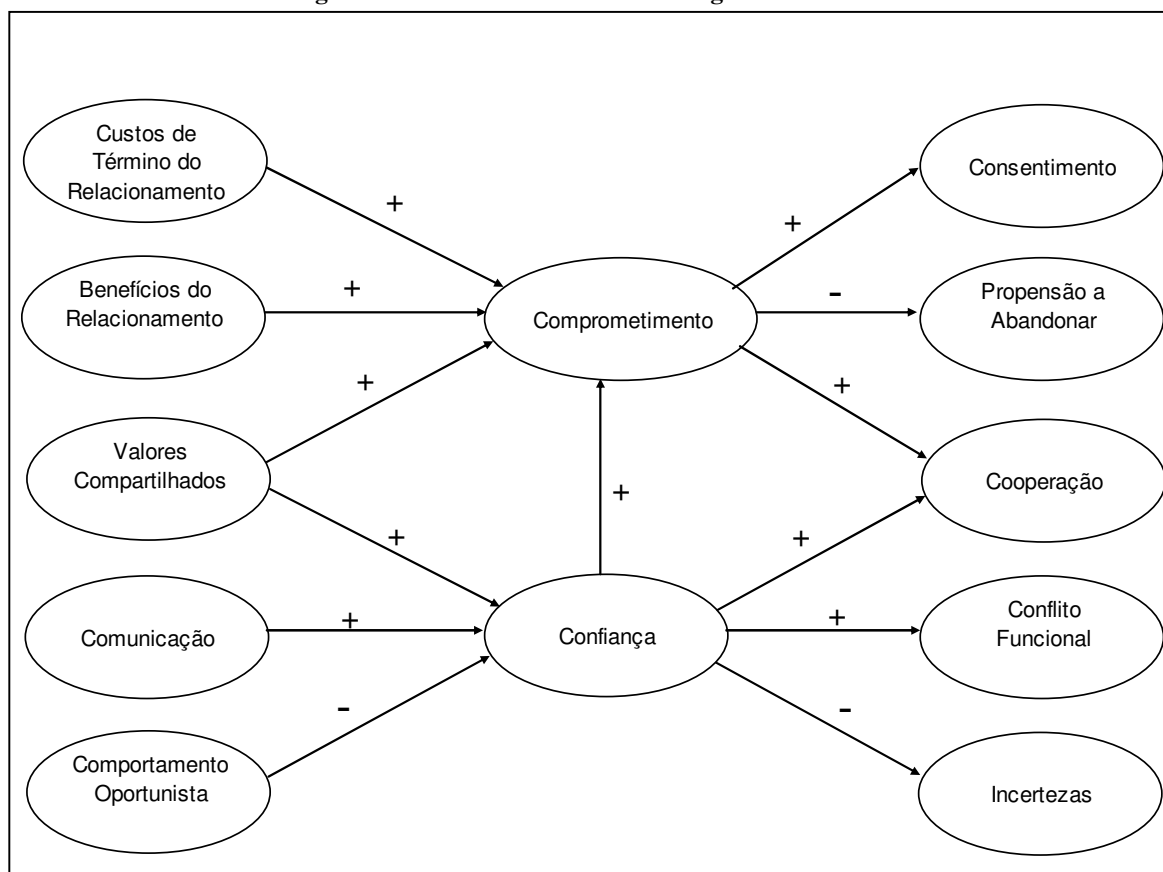 Custos de
Término do
Relacionamento
+
Consentimento
+
Benefícios do
Relacionamento
+
Comprometimento
-
Propensão a
Abandonar
+
+
Valores
Compartilhados
+
Cooperação
+
+
Comunicação
+
Confiança
+
Conflito
Funcional
-
-
Comportamento
Oportunista
Incertezas